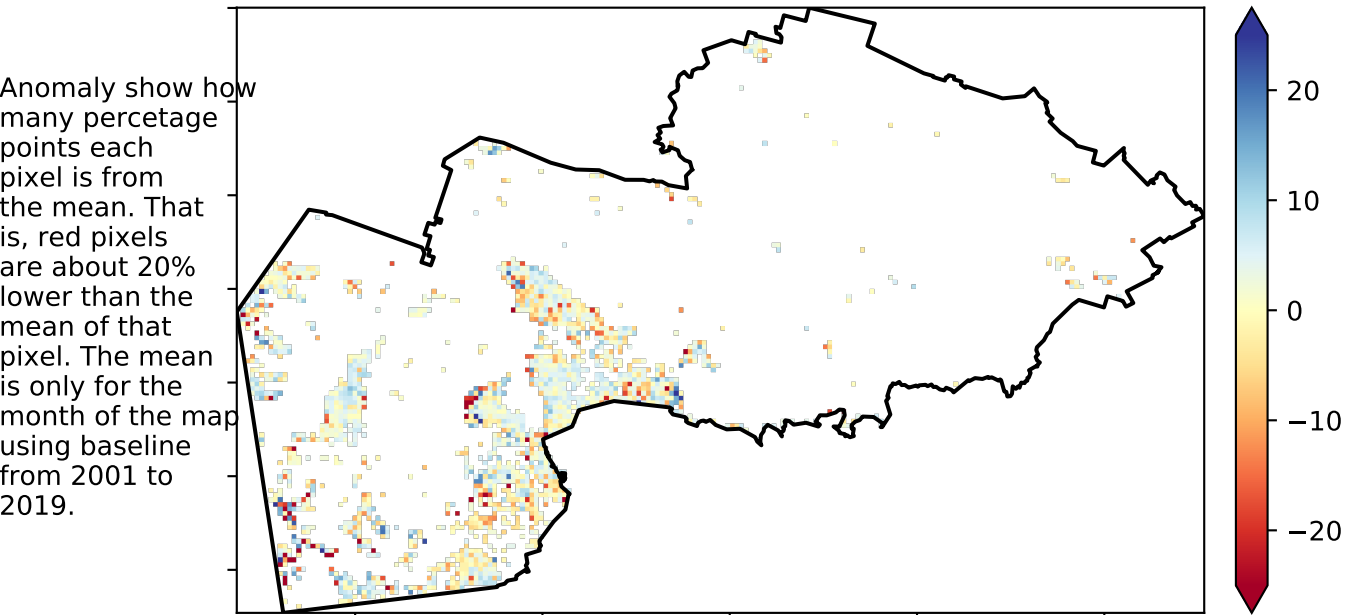 Anomaly show how
many percetage
points each
pixel is from
the mean. That
is, red pixels
are about 20%
lower than the
mean of that
pixel. The mean
is only for the
month of the map
using baseline
from 2001 to
2019.
20
10
0
−10
−20